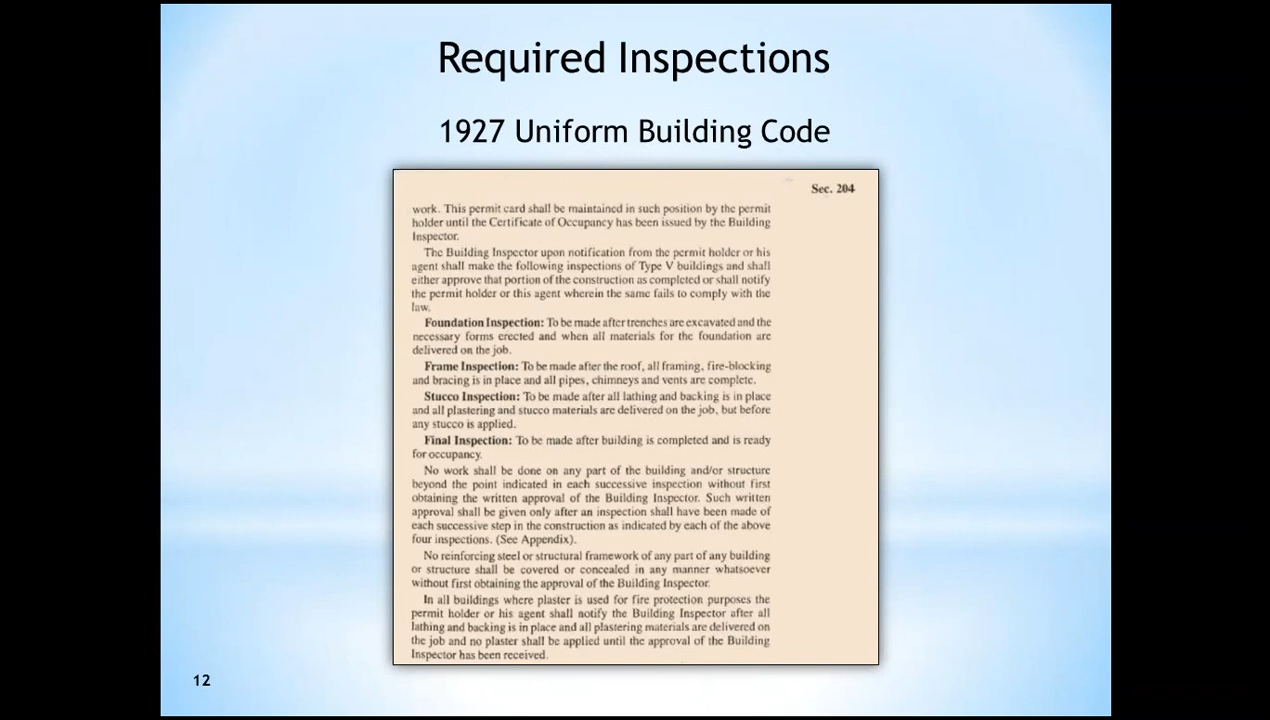 Required Inspections
1927 Uniform Building Code
Sec. 204
work. This permit card shall be maintained in such position by the permit
holder until the Certificate of Occupancy has been issued by the Building
Inspector.
The Building Inspector upon notification from the permit holder or his
agent shall make the following inspections of Type V buildings and shall
either approve that portion of the construction as completed or shall notify
the permit holder or this agent wherein the same fails to comply with the
law.
Foundation Inspection: To be made after trenches are excavated and the
necessary forms erected and when all materials for the foundation are
delivered on the job.
Frame Inspection: To be made after the roof, all framing, fire-blocking
and bracing is in place and all pipes, chimneys and vents are complete.
Stucco Inspection: To be made after all lathing and backing is in place
and all plastering and stucco materials are delivered on the job, but before
any stucco is applied.
Final Inspection: To be made after building is completed and is ready
for occupancy.
No work shall be done on any part of the building and/or structure
beyond the point indicated in each successive inspection without first
obtaining the written approval of the Building Inspector. Such written
approval shall be given only after an inspection shall have been made of
each successive step in the construction as indicated by each of the above
four inspections. (See Appendix).
No reinforcing steel or structural framework of any part of any building
or structure shall be covered or concealed in any manner whatsoever
without first obtaining the approval of the Building Inspector.
In all buildings where plaster is used for fire protection purposes the
permit holder or his agent shall notify the Building Inspector after all
lathing and backing is in place and all plastering materials are delivered on
the job and no plaster shall be applied until the approval of the Building
Inspector has been received.
12